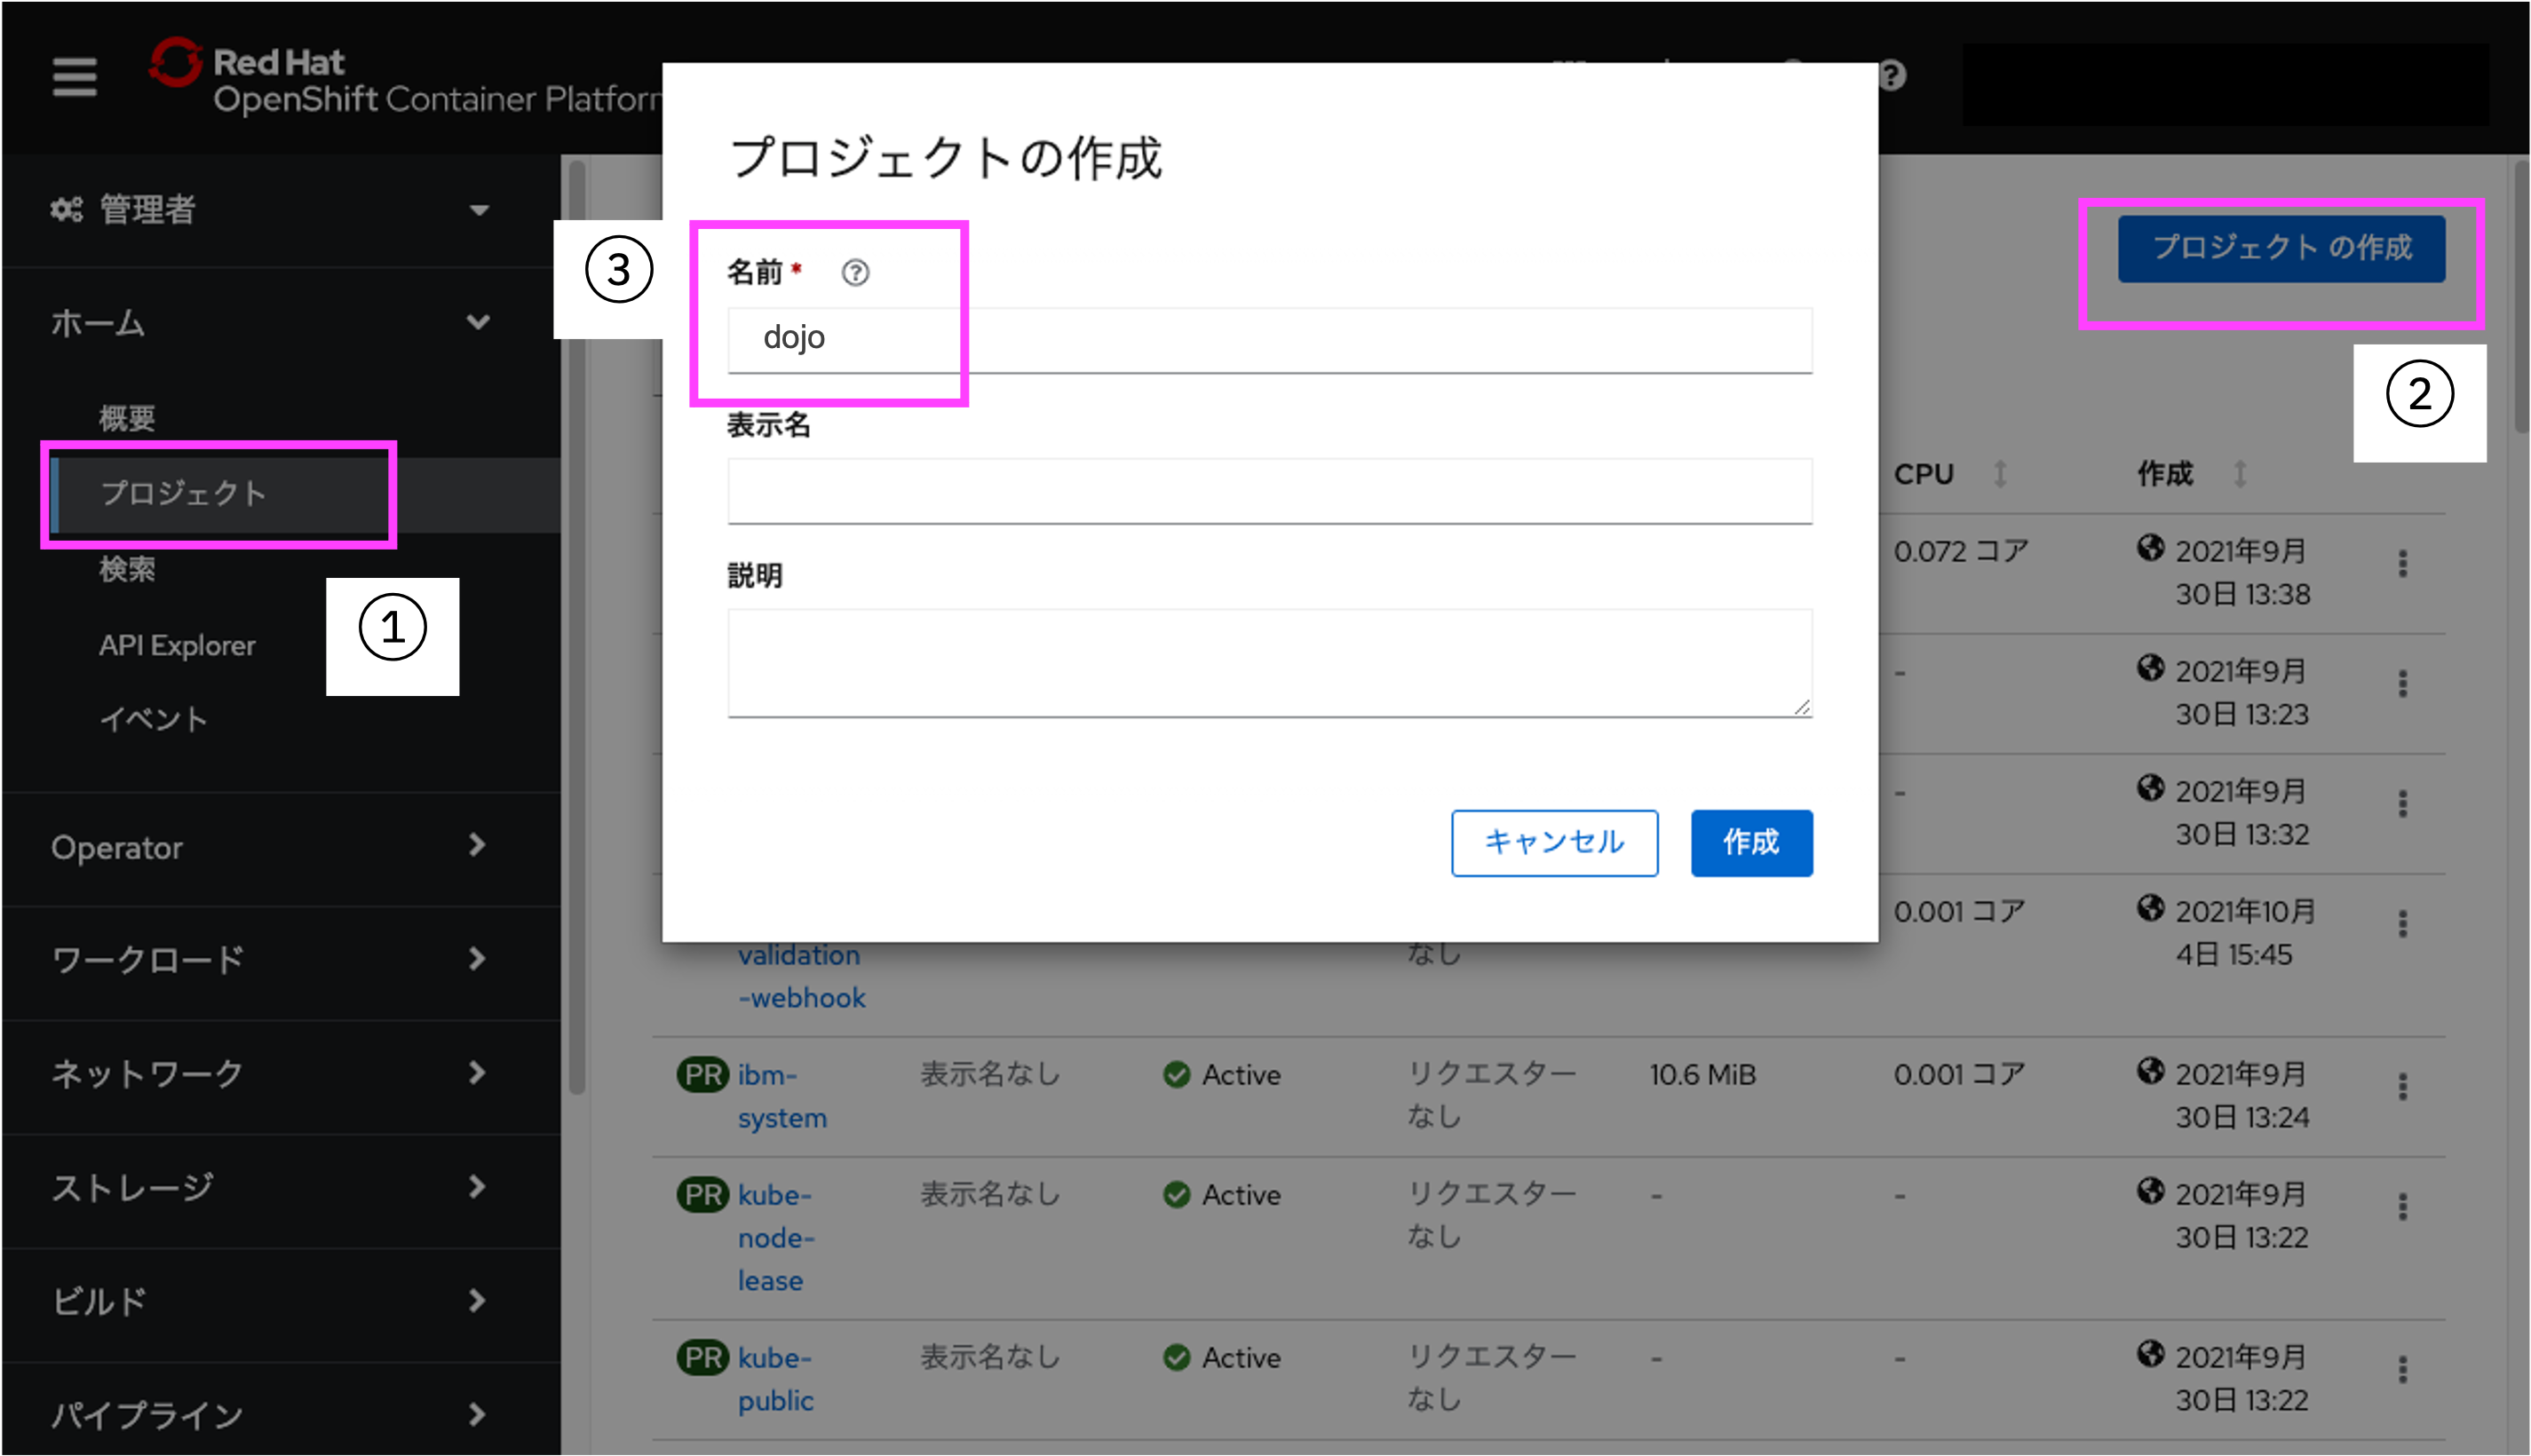 Red Hat
OpenShift Container Platform
管理者
ホーム
概要
プロジェクト
検索
API Explorer
イベント
①
Operator
ワークロード
ネットワーク
ストレージ
ビルド
パイプライン
プロジェクトの作成
③
名前 *
dojo
表示名
説明
キャンセル
作成
プロジェクト の作成
②
CPU 作成
0.072 コア 2021年9月
30日 13:38
- 2021年9月
30日 13:23
- 2021年9月
30日 13:32
0.001 コア 2021年10月
4日 15:45
validation なし
-webhook
PR ibm- 表示名なし Active リクエスター 10.6 MiB 0.001 コア 2021年9月
system なし 30日 13:24
PR kube- 表示名なし Active リクエスター - - 2021年9月
node- なし 30日 13:22
lease
PR kube- 表示名なし Active リクエスター - - 2021年9月
public なし 30日 13:22